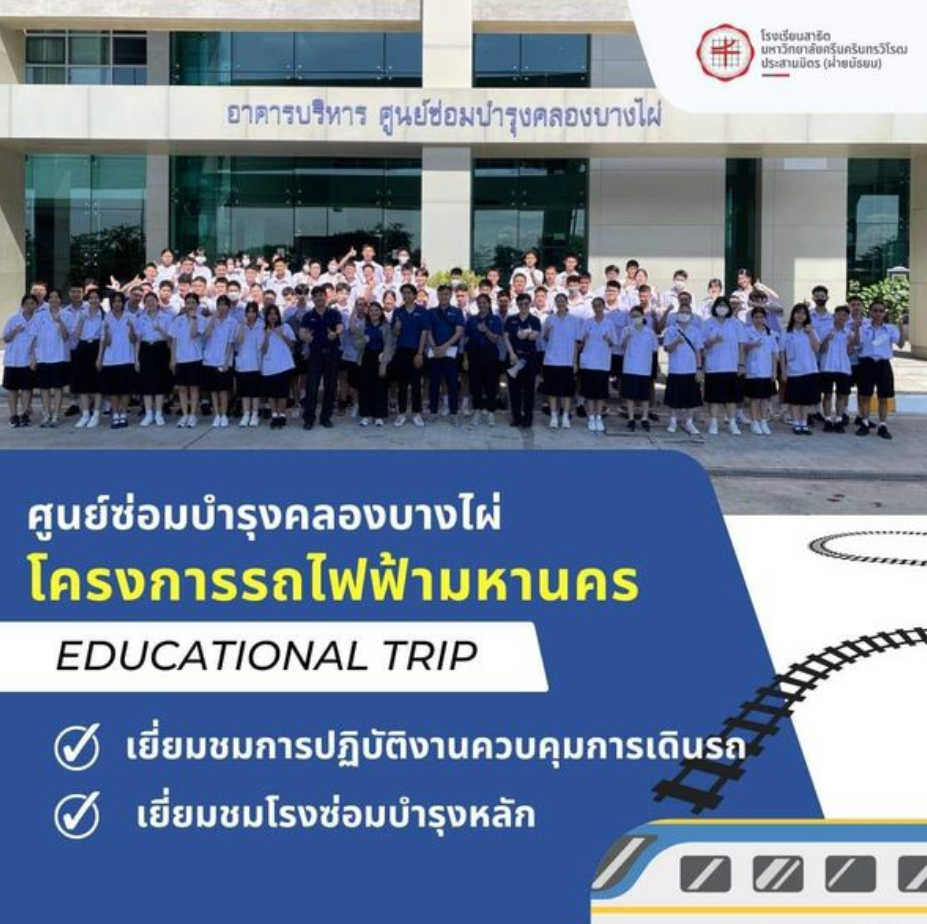 โรงเรียนสาธิต
มหาวิทยาลัยศรีนครินทรวิโรฒ
ประสานมิตร (ฝ่ายมัธยม)
อาคารบริหาร ศูนย์ซ่อมบำรุงคลองบางไผ่
ศูนย์ซ่อมบำรุงคลองบางไผ่
โครงการรถไฟฟ้ามหานคร
EDUCATIONAL TRIP
เยี่ยมชมการปฏิบัติงานควบคุมการเดินรถ
เยี่ยมชมโรงซ่อมบำรุงหลัก